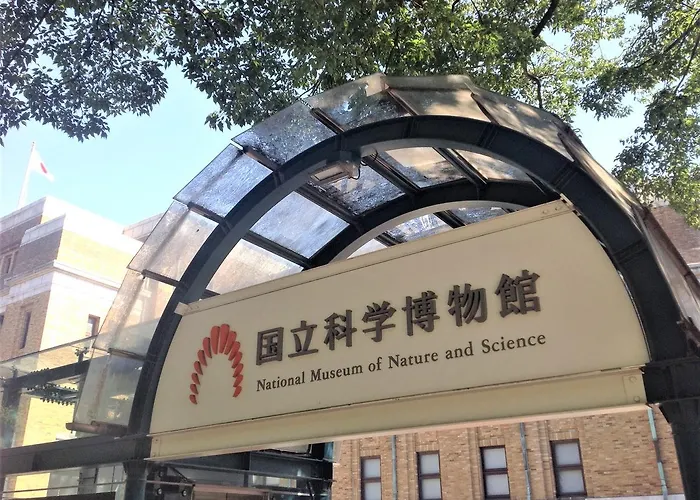 国立科学博物館
National Museum of Nature and Science